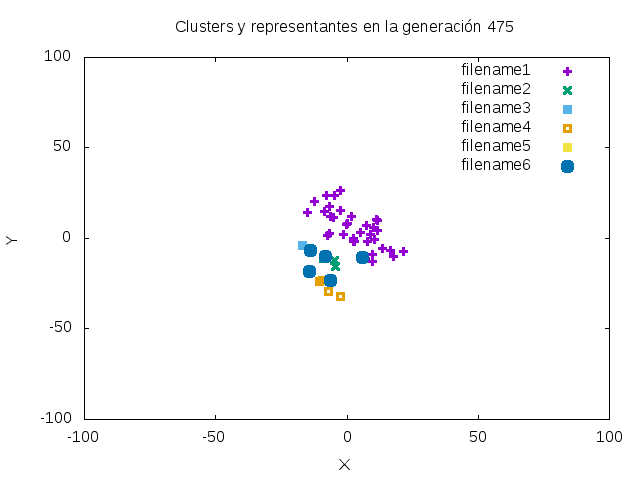 Clusters y representantes en la generación 475
100
filename1
filename2
filename3
filename4
filename5
filename6
50
Y
0
-50
-100
-100 -50 0 50 100
X